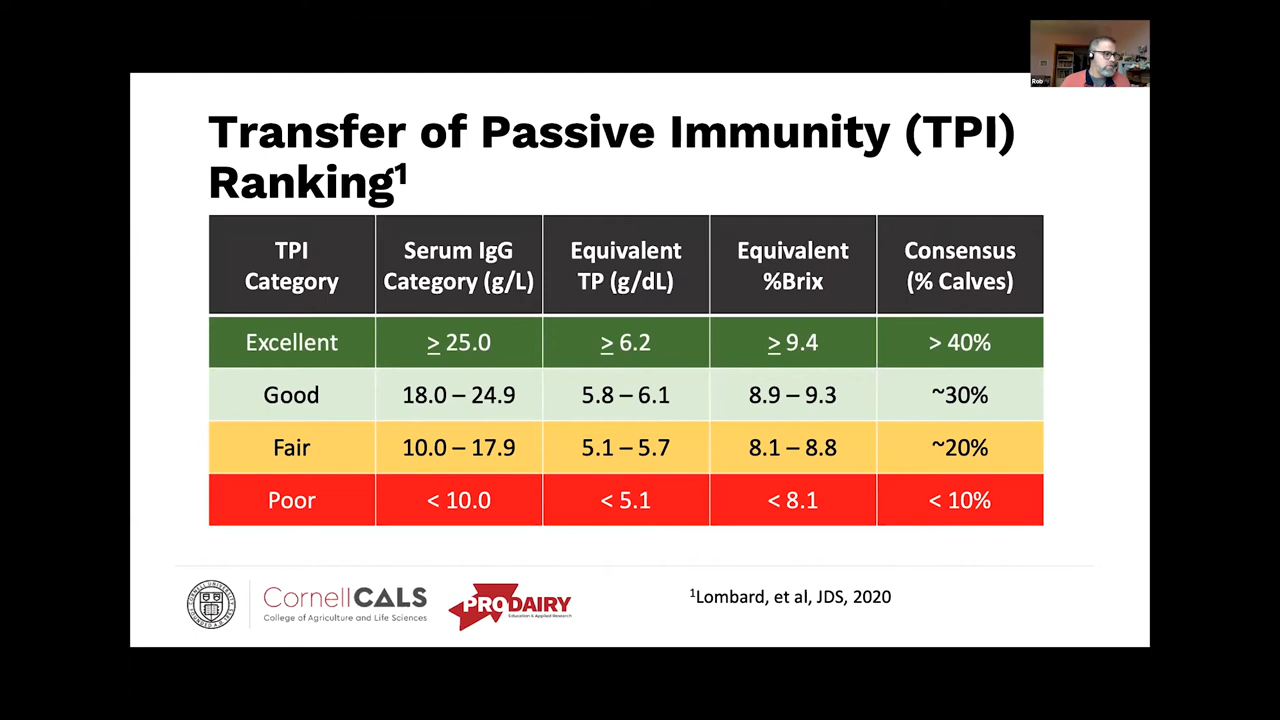 Rob
Transfer of Passive Immunity (TPI)
Ranking¹
TPI Category | Serum IgG Category (g/L) | Equivalent TP (g/dL) | Equivalent %Brix | Consensus (% Calves)
Excellent | ≥ 25.0 | ≥ 6.2 | ≥ 9.4 | > 40%
Good | 18.0 – 24.9 | 5.8 – 6.1 | 8.9 – 9.3 | ~30%
Fair | 10.0 – 17.9 | 5.1 – 5.7 | 8.1 – 8.8 | ~20%
Poor | < 10.0 | < 5.1 | < 8.1 | < 10%
CornellCALS
College of Agriculture and Life Sciences
PRODAIRY
Education & Applied Research
¹Lombard, et al, JDS, 2020